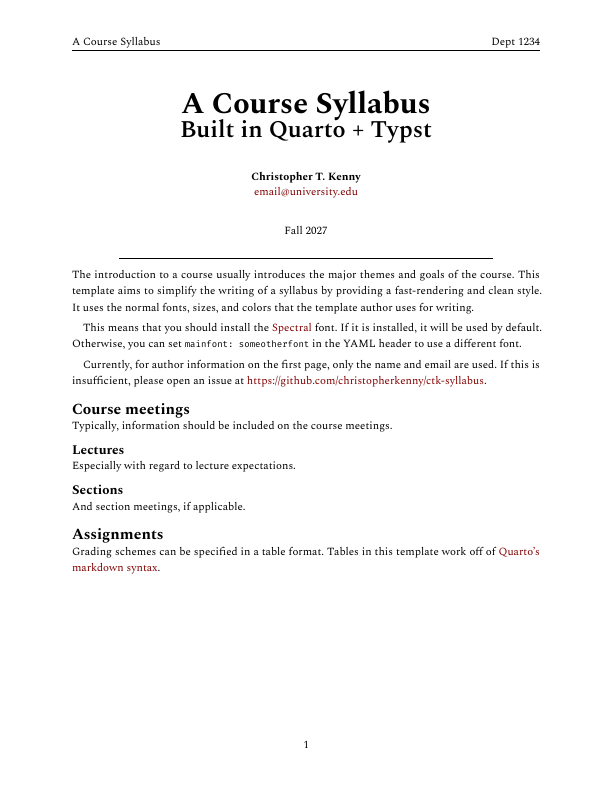 A Course Syllabus Dept 1234
A Course Syllabus
Built in Quarto + Typst
Christopher T. Kenny
email@university.edu
Fall 2027
The introduction to a course usually introduces the major themes and goals of the course. This
template aims to simplify the writing of a syllabus by providing a fast-rendering and clean style.
It uses the normal fonts, sizes, and colors that the template author uses for writing.
This means that you should install the Spectral font. If it is installed, it will be used by default.
Otherwise, you can set mainfont: someotherfont in the YAML header to use a different font.
Currently, for author information on the first page, only the name and email are used. If this is
insufficient, please open an issue at https://github.com/christopherkenny/ctk-syllabus.
Course meetings
Typically, information should be included on the course meetings.
Lectures
Especially with regard to lecture expectations.
Sections
And section meetings, if applicable.
Assignments
Grading schemes can be specified in a table format. Tables in this template work off of Quarto's
markdown syntax.
1